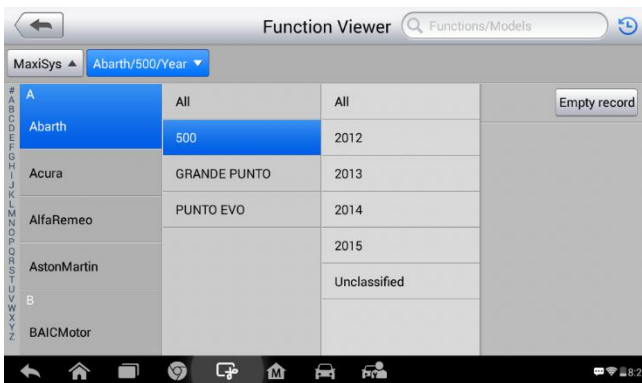 Function Viewer
Functions/Models
MaxiSys ▲
Abarth/500/Year ▼
#
A
B
C
D
E
F
G
H
I
J
K
L
M
N
O
P
Q
R
S
T
U
V
W
X
Y
Z
A
Abarth
Acura
AlfaRemeo
AstonMartin
B
BAICMotor
All
500
GRANDE PUNTO
PUNTO EVO
All
2012
2013
2014
2015
Unclassified
Empty record
M